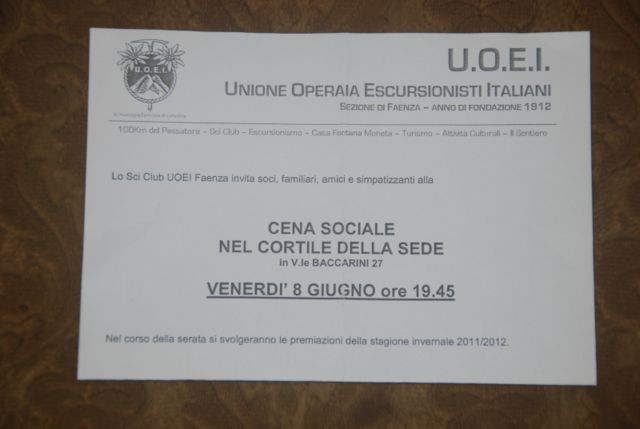 U.O.E.I.
U.O.E.I.
UNIONE OPERAIA ESCURSIONISTI ITALIANI
SEZIONE DI FAENZA – ANNO DI FONDAZIONE 1912
100Km del Passatore – Sci Club – Escursionismo – Casa Fontana Moneta – Turismo – Attività Culturali – Il Sentiero
Lo Sci Club UOEI Faenza invita soci, familiari, amici e simpatizzanti alla
CENA SOCIALE
NEL CORTILE DELLA SEDE
in V.le BACCARINI 27
VENERDI' 8 GIUGNO ore 19.45
Nel corso della serata si svolgeranno le premiazioni della stagione invernale 2011/2012.